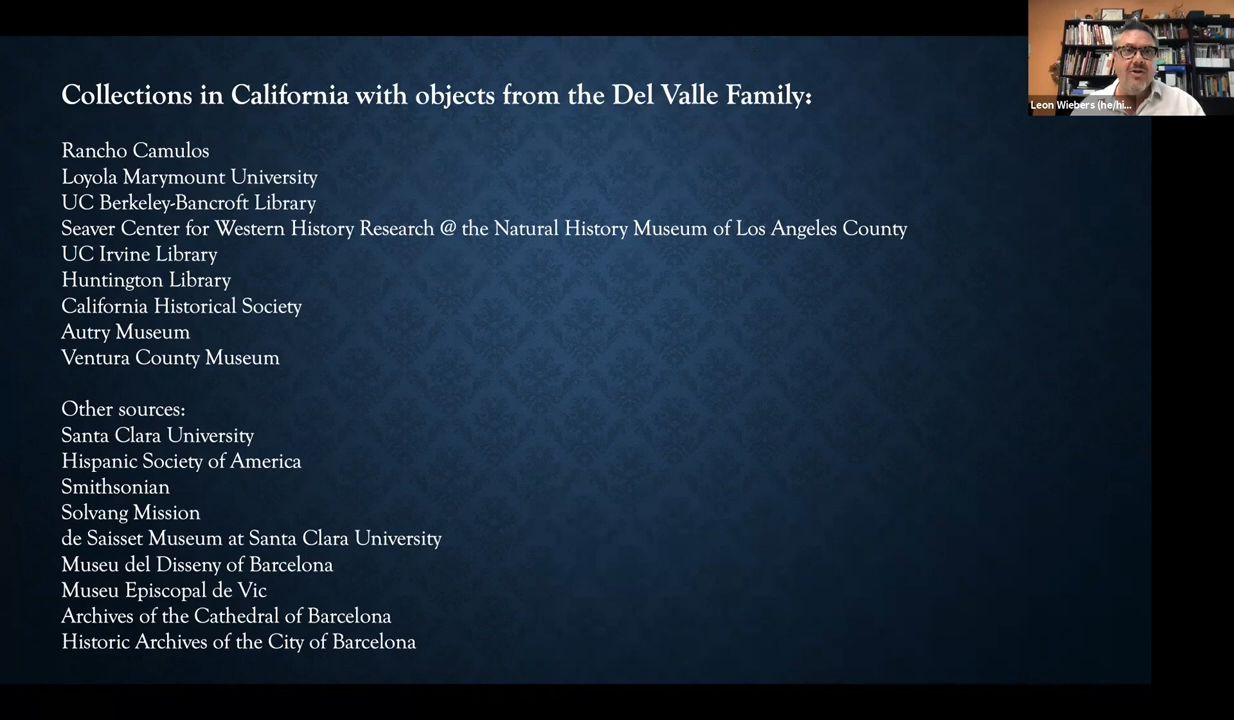 Collections in California with objects from the Del Valle Family:
Rancho Camulos
Loyola Marymount University
UC Berkeley-Bancroft Library
Seaver Center for Western History Research @ the Natural History Museum of Los Angeles County
UC Irvine Library
Huntington Library
California Historical Society
Autry Museum
Ventura County Museum
Other sources:
Santa Clara University
Hispanic Society of America
Smithsonian
Solvang Mission
de Saisset Museum at Santa Clara University
Museu del Disseny of Barcelona
Museu Episcopal de Vic
Archives of the Cathedral of Barcelona
Historic Archives of the City of Barcelona
Leon Wiebers (he/hi...